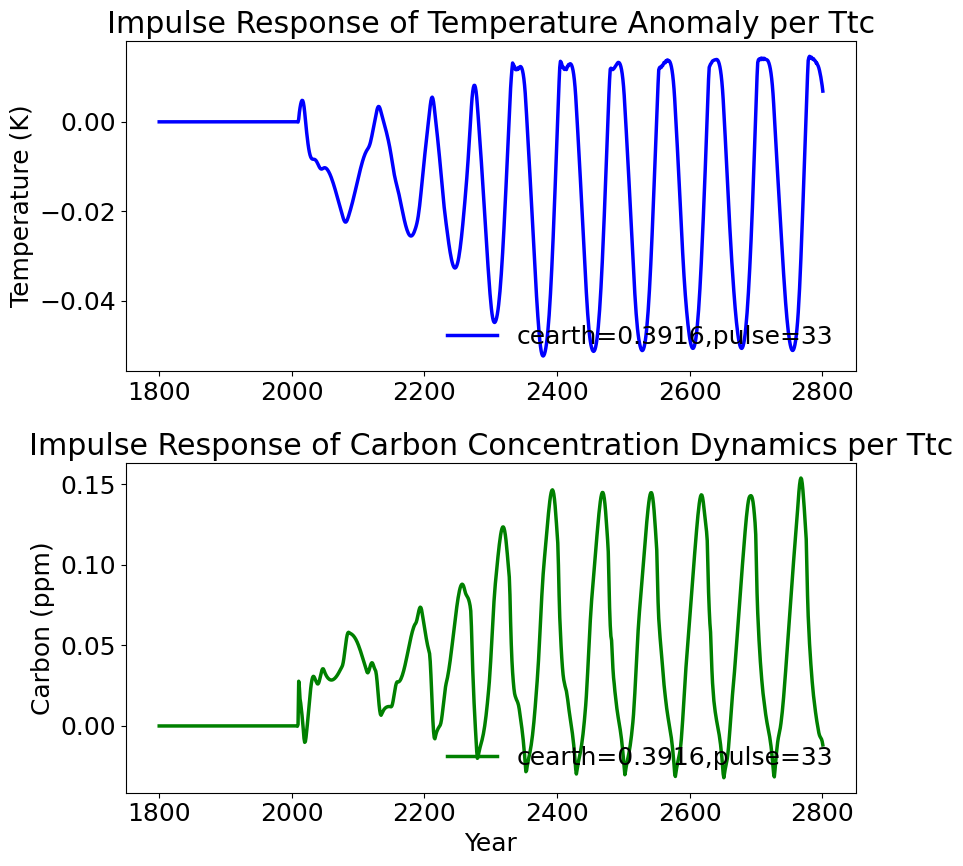 Impulse Response of Temperature Anomaly per Ttc
Temperature (K)
0.00
−0.02
−0.04
cearth=0.3916,pulse=33
1800 2000 2200 2400 2600 2800
Impulse Response of Carbon Concentration Dynamics per Ttc
Carbon (ppm)
0.15
0.10
0.05
0.00
cearth=0.3916,pulse=33
1800 2000 2200 2400 2600 2800
Year